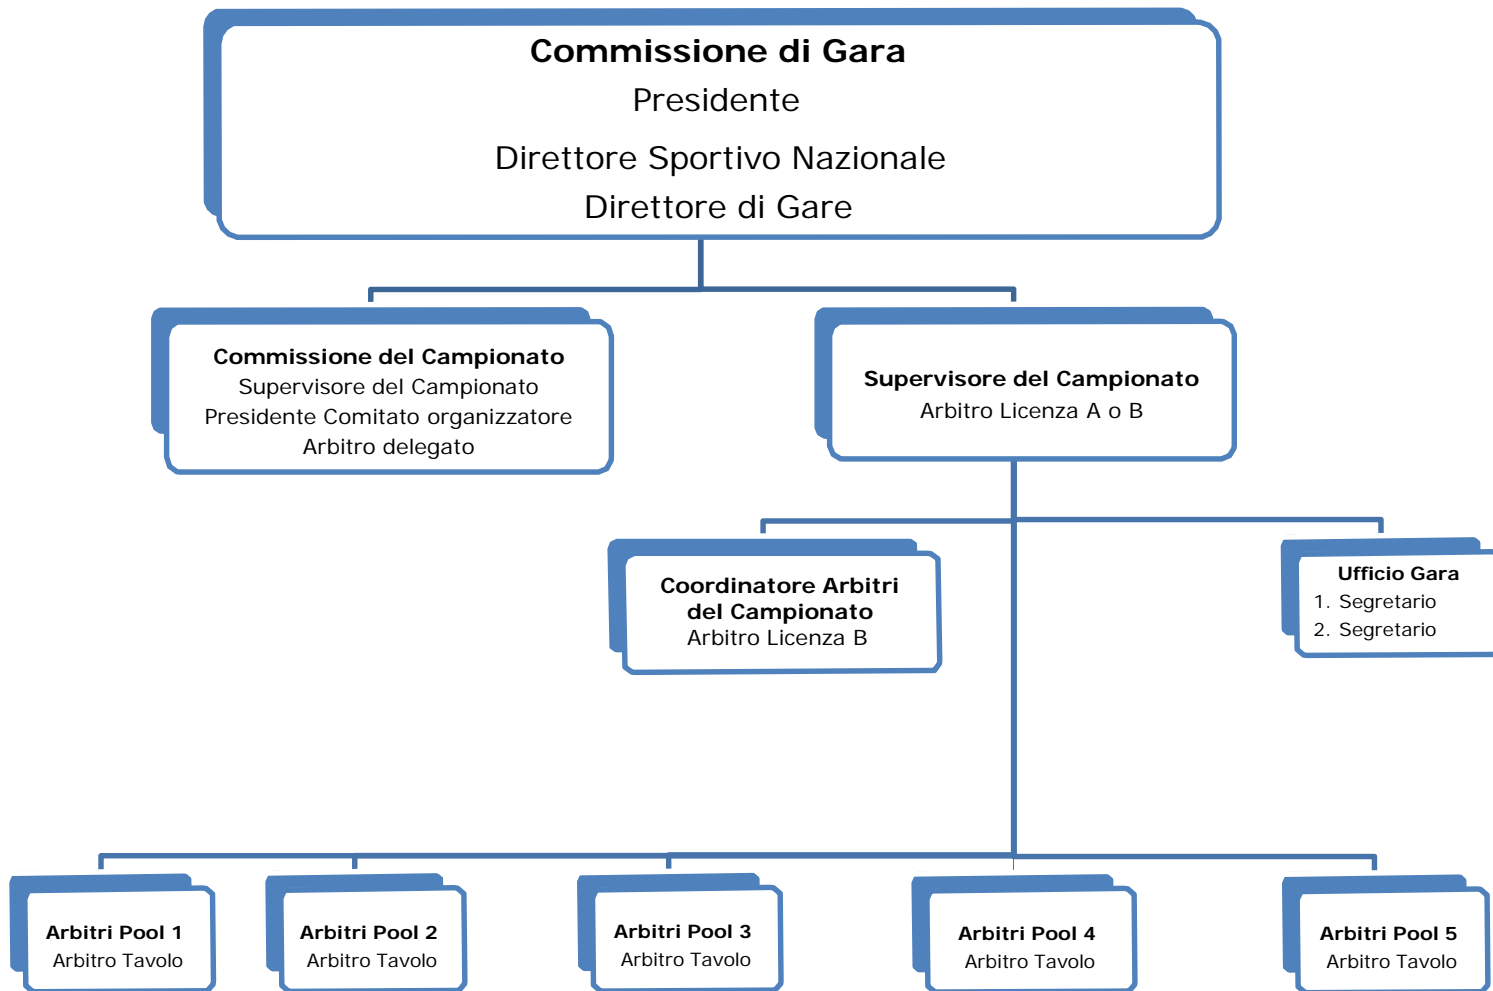 Commissione di Gara
Presidente
Direttore Sportivo Nazionale
Direttore di Gare
Commissione del Campionato
Supervisore del Campionato
Presidente Comitato organizzatore
Arbitro delegato
Supervisore del Campionato
Arbitro Licenza A o B
Coordinatore Arbitri
del Campionato
Arbitro Licenza B
Ufficio Gara
1. Segretario
2. Segretario
Arbitri Pool 1
Arbitro Tavolo
Arbitri Pool 2
Arbitro Tavolo
Arbitri Pool 3
Arbitro Tavolo
Arbitri Pool 4
Arbitro Tavolo
Arbitri Pool 5
Arbitro Tavolo